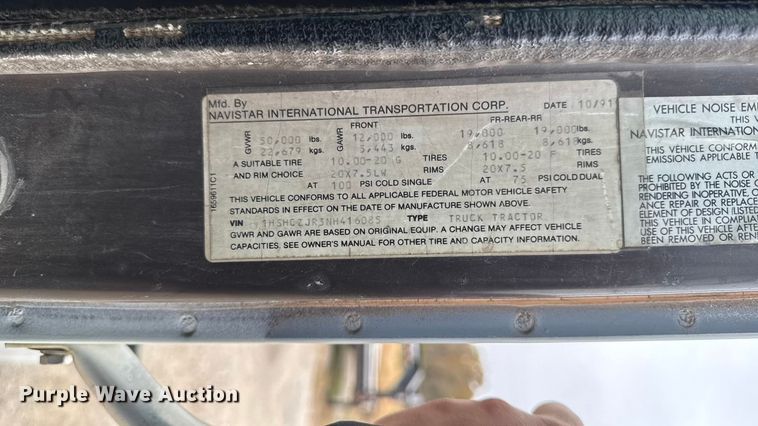 Mfd. By
NAVISTAR INTERNATIONAL TRANSPORTATION CORP. DATE 10/91
FRONT FR-REAR-RR
GVWR 50,000 lbs. GAWR 12,000 lbs. 19,000 19,000 lbs.
22,679 kgs. 5,443 kgs. 8,618 8,618 kgs.
A SUITABLE TIRE 10.00-20 G TIRES 10.00-20 F TIRES
AND RIM CHOICE 20X7.5LW RIMS 20X7.5 RIMS
AT 100 PSI COLD SINGLE AT 75 PSI COLD DUAL
THIS VEHICLE CONFORMS TO ALL APPLICABLE FEDERAL MOTOR VEHICLE SAFETY
STANDARDS IN EFFECT ON THE DATE OF MANUFACTURE SHOWN ABOVE.
VIN 1HSHCZJR3NH416085 TYPE TRUCK TRACTOR
GVWR AND GAWR ARE BASED ON ORIGINAL EQUIP. A CHANGE MAY AFFECT VEHICLE
CAPACITIES. SEE OWNER'S MANUAL FOR OTHER TIRE AND CAPACITY INFORMATION.
1659611C1
VEHICLE NOISE EM
THIS V
NAVISTAR INTERNATION
THIS VEHICLE CONFORM
EMISSIONS APPLICABLE T
THE FOLLOWING ACTS OR
PROHIBITED BY THE NOISE C
RENDERING INOPERATIVE, O
ANCE REPAIR OR REPLACE
ELEMENT OF DESIGN (LISTED
THIS VEHICLE IN COMPLIAN
USE OF THIS VEHICLE AFTE
BEEN REMOVED OR REN
Purple Wave Auction